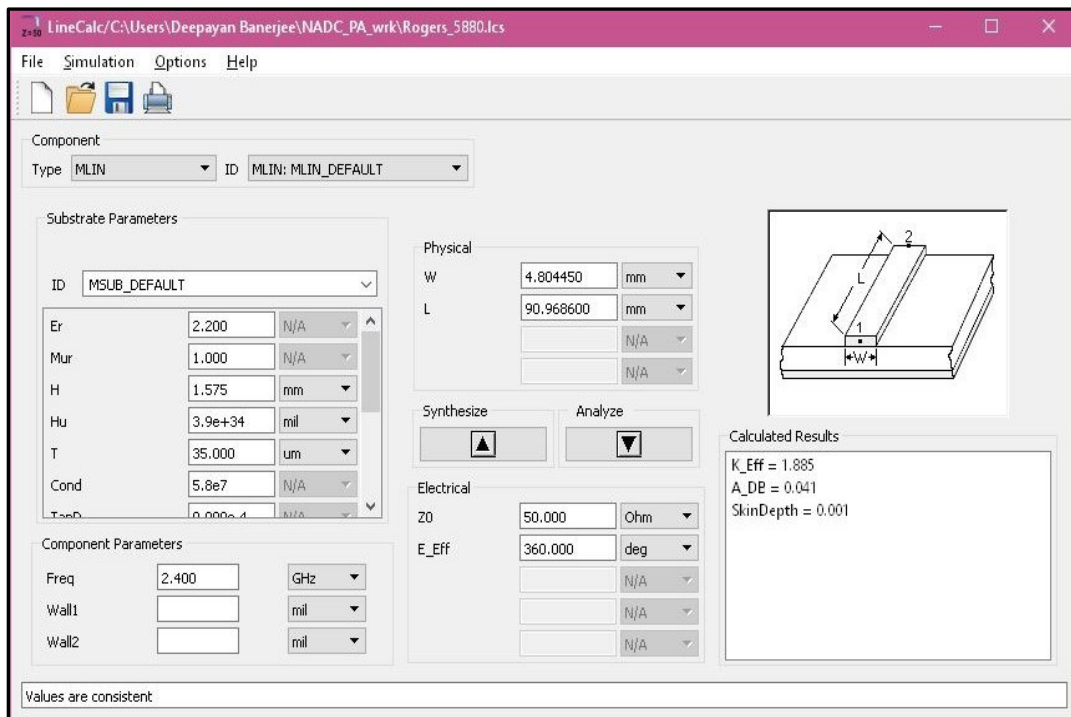 Z=50 LineCalc/C:\Users\Deepayan Banerjee\NADC_PA_wrk\Rogers_5880.lcs
File Simulation Options Help
Component
Type MLIN ID MLIN: MLIN_DEFAULT
Substrate Parameters
ID MSUB_DEFAULT
Er 2.200 N/A
Mur 1.000 N/A
H 1.575 mm
Hu 3.9e+34 mil
T 35.000 um
Cond 5.8e7 N/A
TanD N/A
Component Parameters
Freq 2.400 GHz
Wall1 mil
Wall2 mil
Physical
W 4.804450 mm
L 90.968600 mm
N/A
N/A
Synthesize Analyze
Electrical
Z0 50.000 Ohm
E_Eff 360.000 deg
N/A
N/A
N/A
2
L
1
W
Calculated Results
K_Eff = 1.885
A_DB = 0.041
SkinDepth = 0.001
Values are consistent